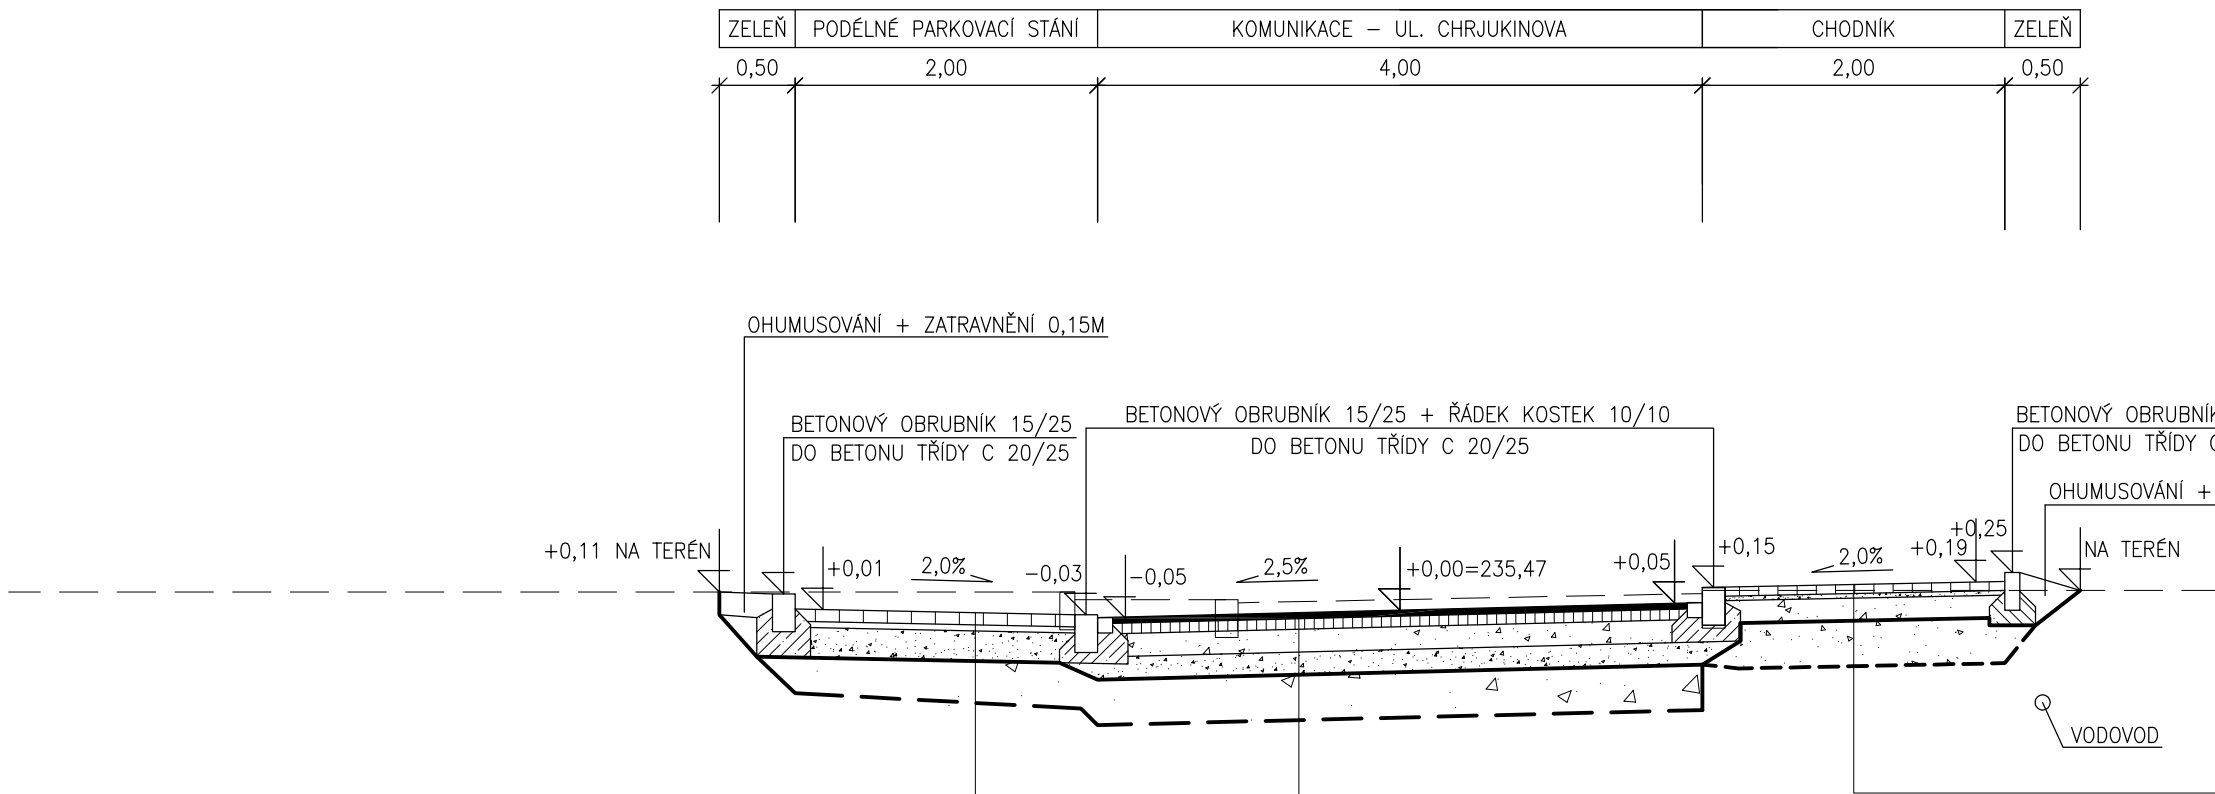 ZELEŇ PODÉLNÉ PARKOVACÍ STÁNÍ KOMUNIKACE – UL. CHRJUKINOVA CHODNÍK ZELEŇ
0,50 2,00 4,00 2,00 0,50
OHUMUSOVÁNÍ + ZATRAVNĚNÍ 0,15M
BETONOVÝ OBRUBNÍK 15/25
DO BETONU TŘÍDY C 20/25
BETONOVÝ OBRUBNÍK 15/25 + ŘÁDEK KOSTEK 10/10
DO BETONU TŘÍDY C 20/25
BETONOVÝ OBRUBNÍK
DO BETONU TŘÍDY C
OHUMUSOVÁNÍ +
+0,11 NA TERÉN
+0,01
2,0%
-0,03
-0,05
2,5%
+0,00=235,47
+0,05
+0,15
2,0%
+0,19
+0,25
NA TERÉN
VODOVOD